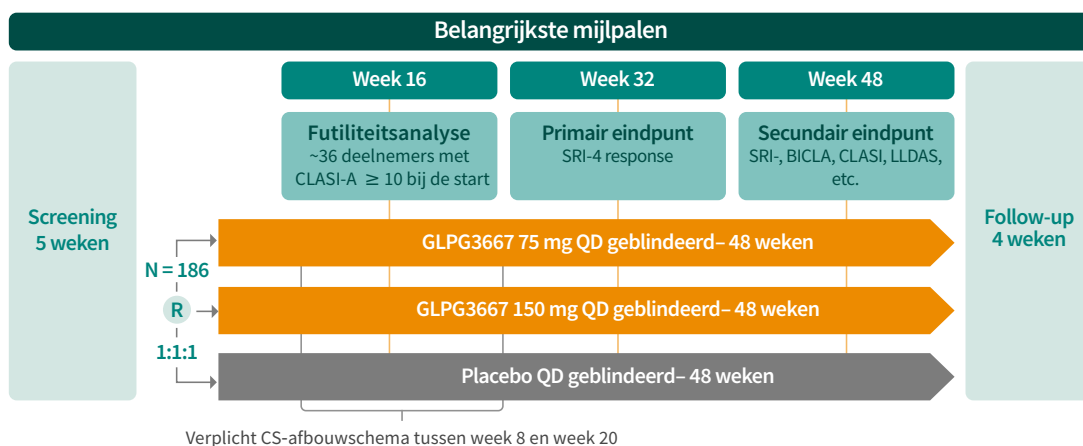 Belangrijkste mijlpalen
Week 16
Week 32
Week 48
Futiliteitsanalyse
~36 deelnemers met
CLASI-A ≥ 10 bij de start
Primair eindpunt
SRI-4 response
Secundair eindpunt
SRI-, BICLA, CLASI, LLDAS,
etc.
Screening
5 weken
N = 186
R
1:1:1
GLPG3667 75 mg QD geblindeerd– 48 weken
GLPG3667 150 mg QD geblindeerd– 48 weken
Placebo QD geblindeerd– 48 weken
Follow-up
4 weken
Verplicht CS-afbouwschema tussen week 8 en week 20